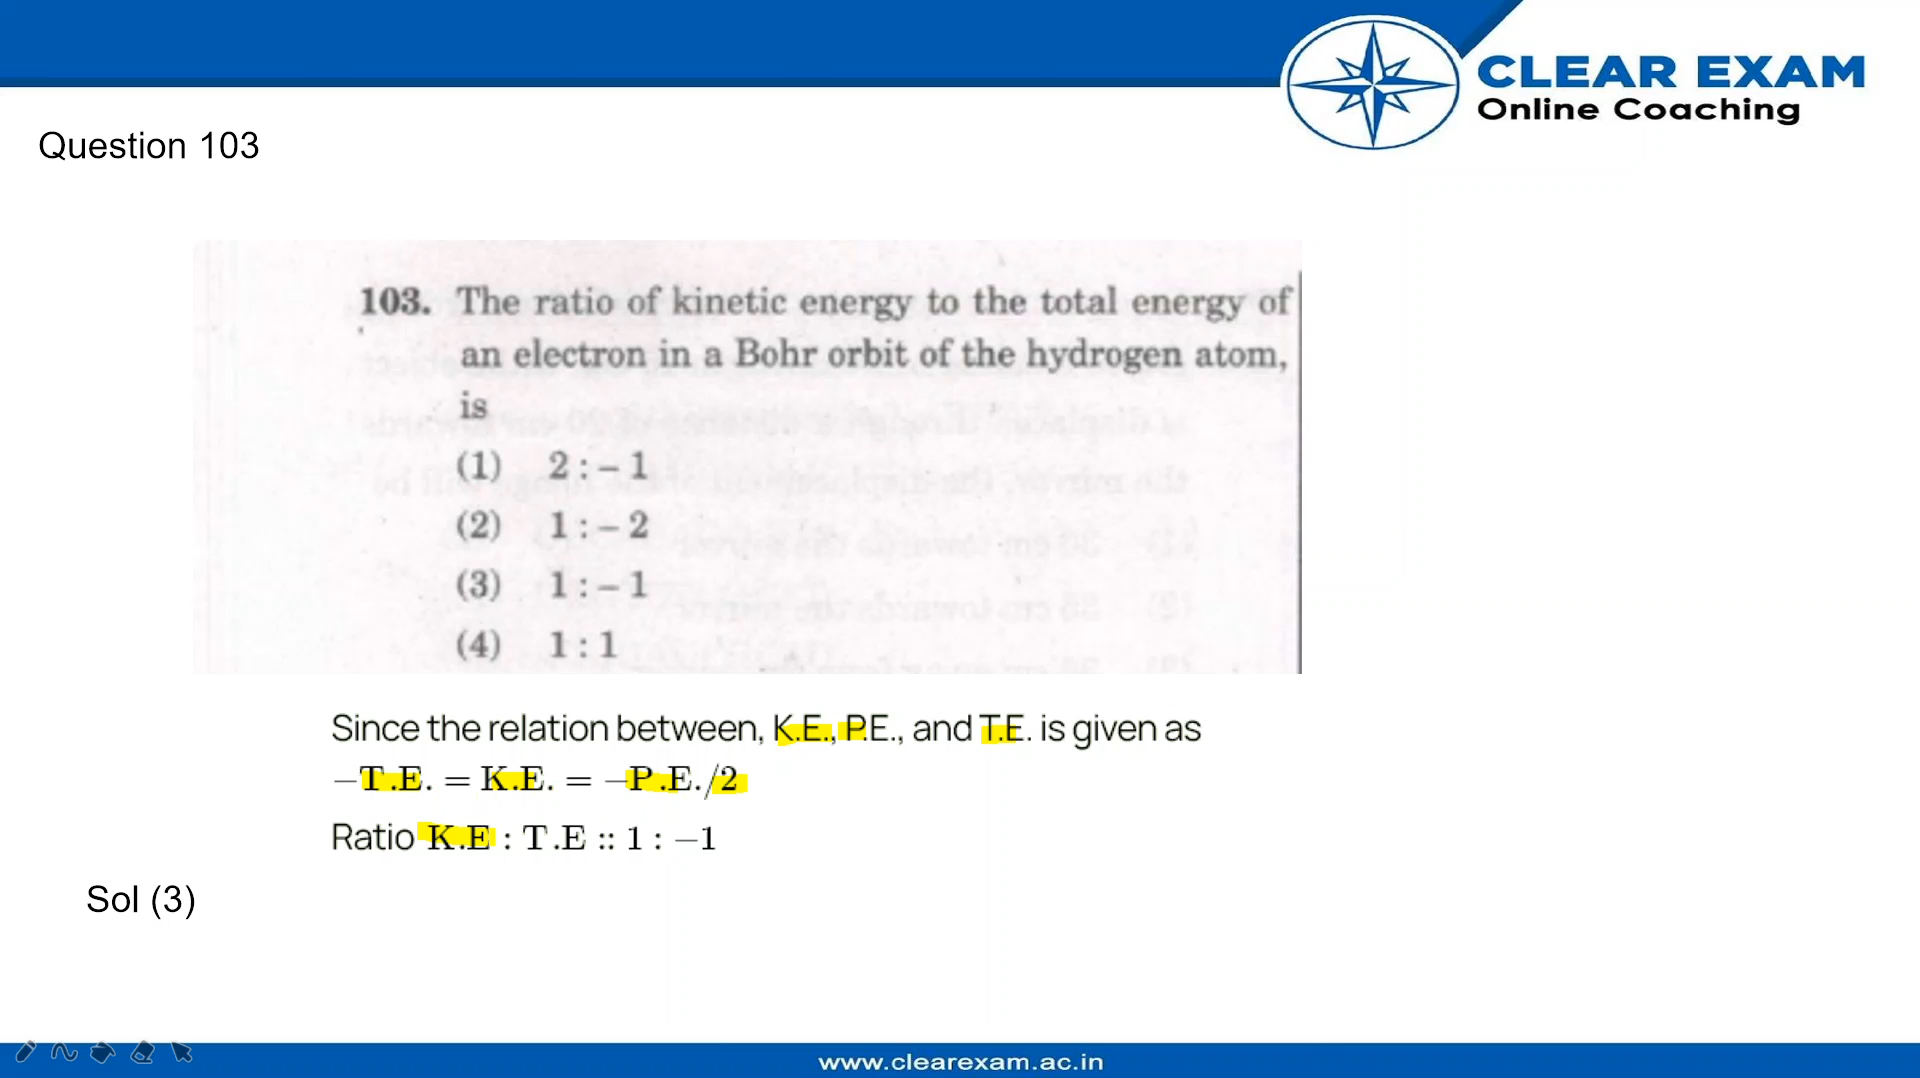 CLEAR EXAM
Online Coaching
Question 103
103. The ratio of kinetic energy to the total energy of
an electron in a Bohr orbit of the hydrogen atom,
is
(1) 2 : – 1
(2) 1 : – 2
(3) 1 : – 1
(4) 1 : 1
Since the relation between, K.E., P.E., and T.E. is given as
−T.E. = K.E. = −P.E./2
Ratio K.E : T.E :: 1 : −1
Sol (3)
www.clearexam.ac.in